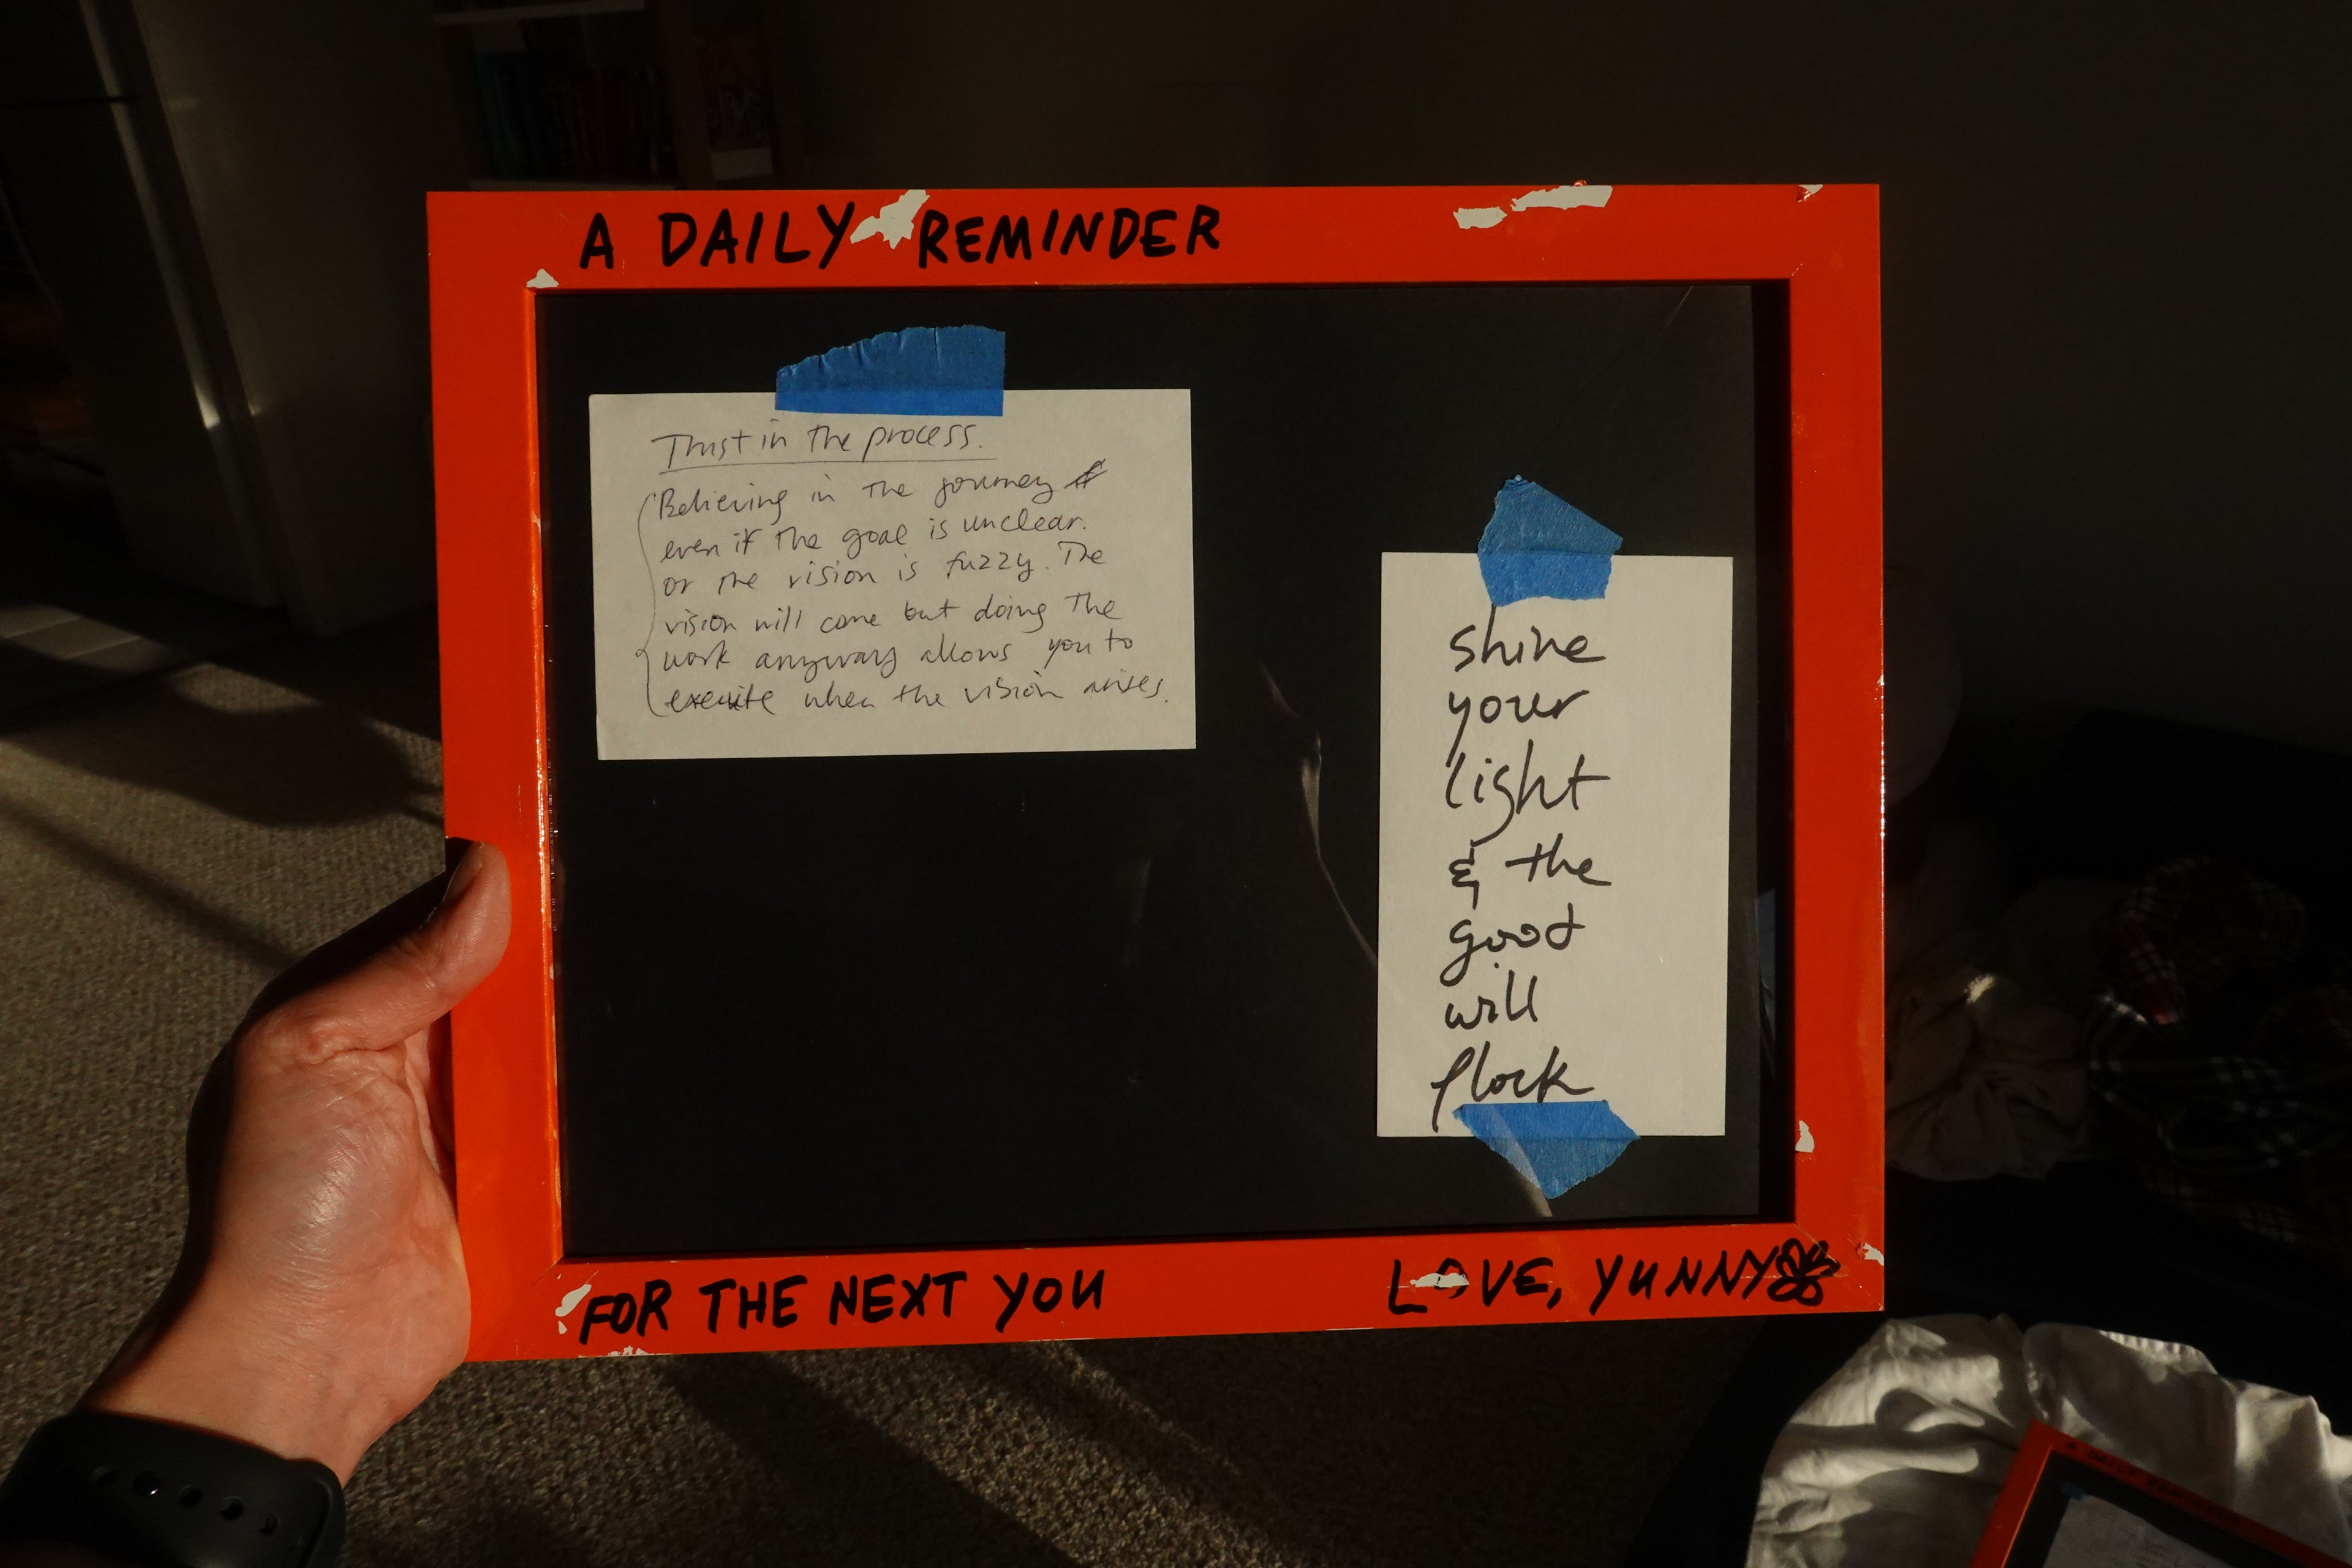 A DAILY REMINDER
Trust in the process.
Believing in the journey
even if the goal is unclear.
or the vision is fuzzy. The
vision will come but doing the
work anyway allows you to
execute when the vision arises.
shine
your
light
& the
good
will
flock
FOR THE NEXT YOU
LOVE, YUNNY
A DAILY REMINDER